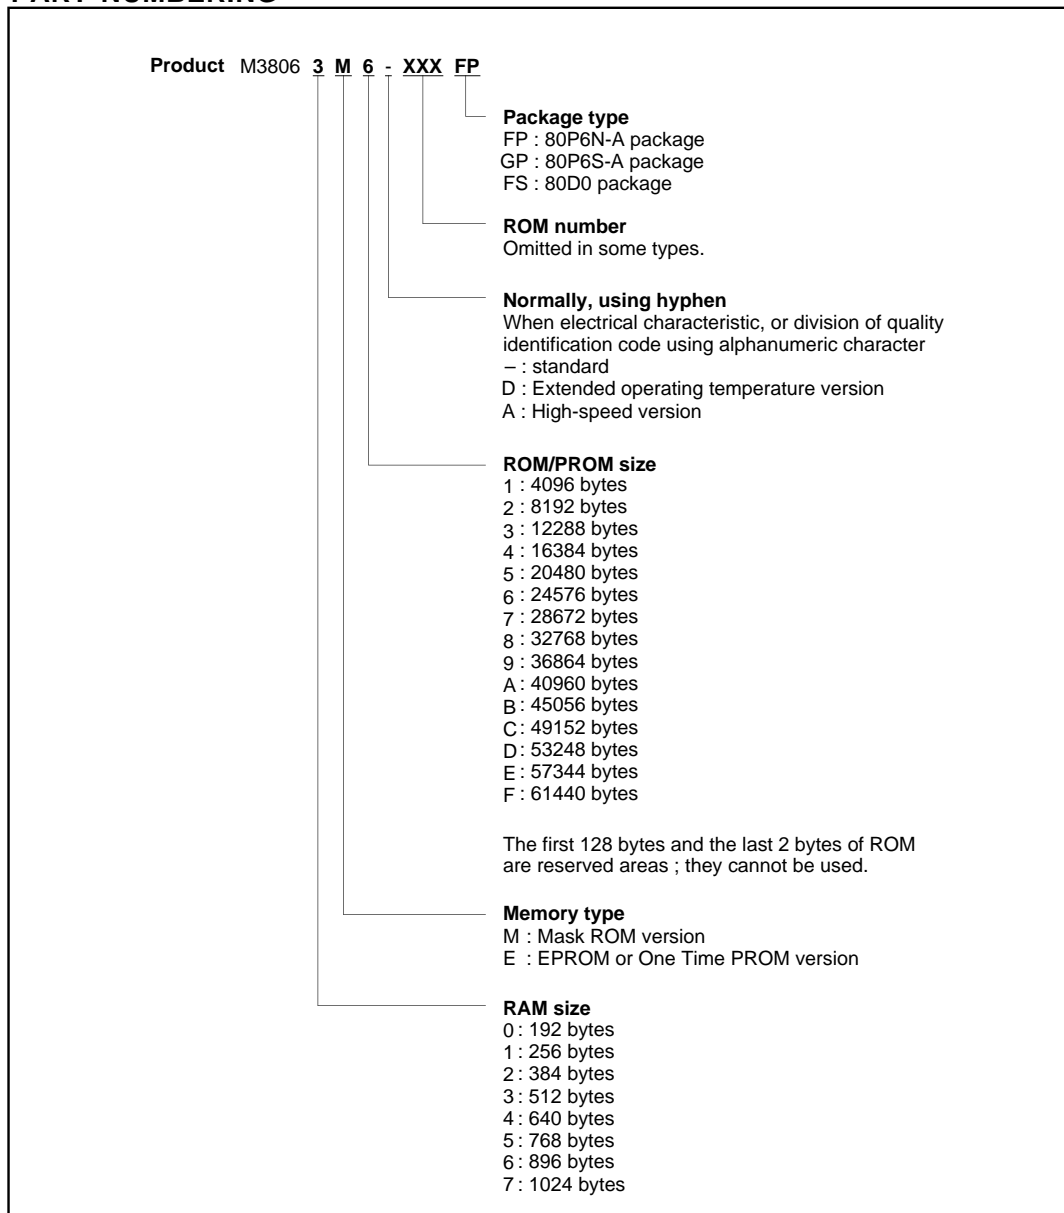 PART NUMBERING
Product M3806 3 M 6 - XXX FP
Package type
FP : 80P6N-A package
GP : 80P6S-A package
FS : 80D0 package
ROM number
Omitted in some types.
Normally, using hyphen
When electrical characteristic, or division of quality
identification code using alphanumeric character
– : standard
D : Extended operating temperature version
A : High-speed version
ROM/PROM size
1 : 4096 bytes
2 : 8192 bytes
3 : 12288 bytes
4 : 16384 bytes
5 : 20480 bytes
6 : 24576 bytes
7 : 28672 bytes
8 : 32768 bytes
9 : 36864 bytes
A : 40960 bytes
B : 45056 bytes
C : 49152 bytes
D : 53248 bytes
E : 57344 bytes
F : 61440 bytes
The first 128 bytes and the last 2 bytes of ROM
are reserved areas ; they cannot be used.
Memory type
M : Mask ROM version
E : EPROM or One Time PROM version
RAM size
0 : 192 bytes
1 : 256 bytes
2 : 384 bytes
3 : 512 bytes
4 : 640 bytes
5 : 768 bytes
6 : 896 bytes
7 : 1024 bytes